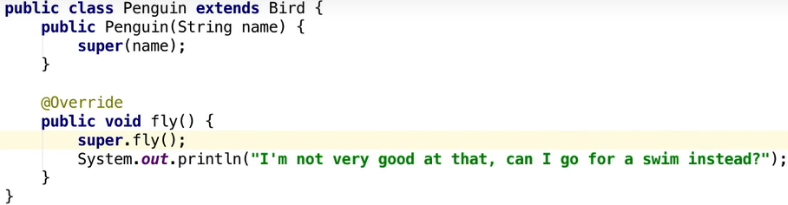 public class Penguin extends Bird {
    public Penguin(String name) {
        super(name);
    }

    @Override
    public void fly() {
        super.fly();
        System.out.println("I'm not very good at that, can I go for a swim instead?");
    }
}